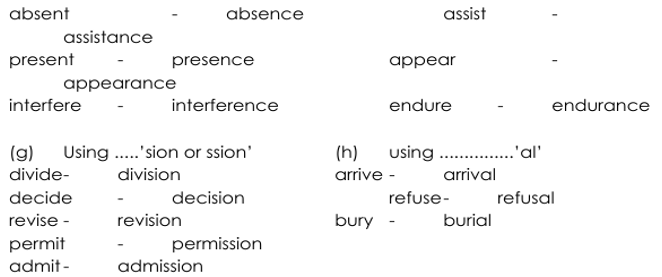 absent - absence assist -
assistance
present - presence appear -
appearance
interfere - interference endure - endurance
(g) Using .....'sion or ssion' (h) using ...............'al'
divide- division arrive - arrival
decide - decision refuse- refusal
revise - revision bury - burial
permit - permission
admit - admission